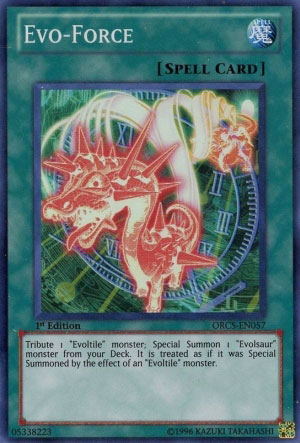 Evo-Force
SPELL
魔
[Spell Card]
1st Edition
ORCS-EN057
Tribute 1 "Evoltile" monster; Special Summon 1 "Evolsaur"
monster from your Deck. It is treated as if it was Special
Summoned by the effect of an "Evoltile" monster.
05338223
©1996 KAZUKI TAKAHASHI